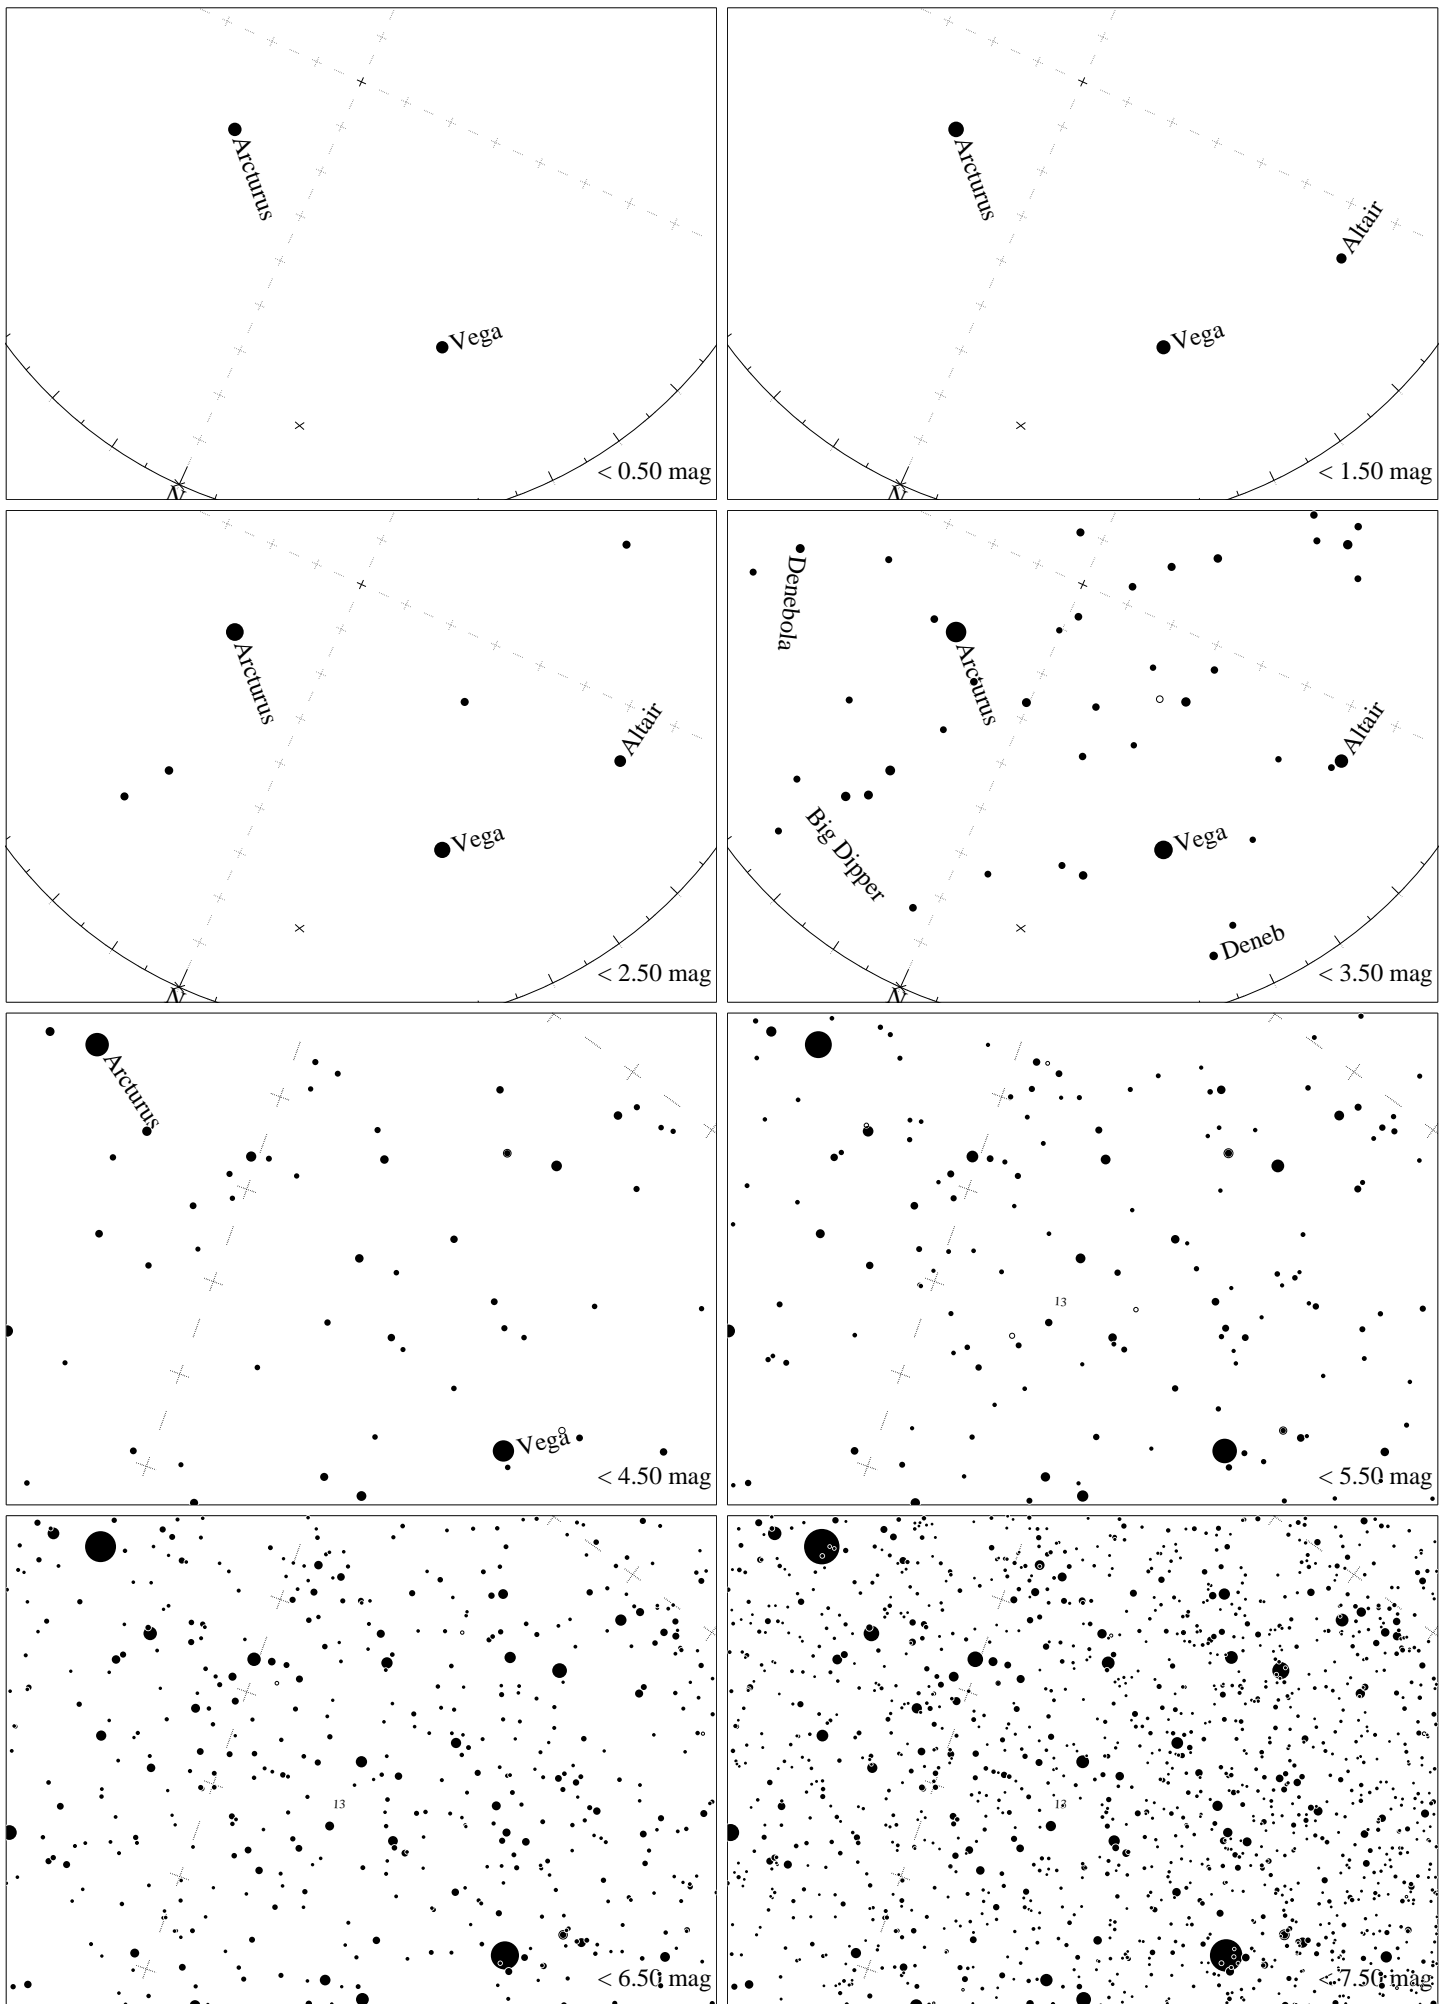 Arcturus
Vega
N
< 0.50 mag
Arcturus
Altair
Vega
N
< 1.50 mag
Arcturus
Altair
Vega
N
< 2.50 mag
Denebola
Arcturus
Altair
Big Dipper
Vega
Deneb
N
< 3.50 mag
Arcturus
Vega
< 4.50 mag
13
< 5.50 mag
13
< 6.50 mag
13
< 7.50 mag